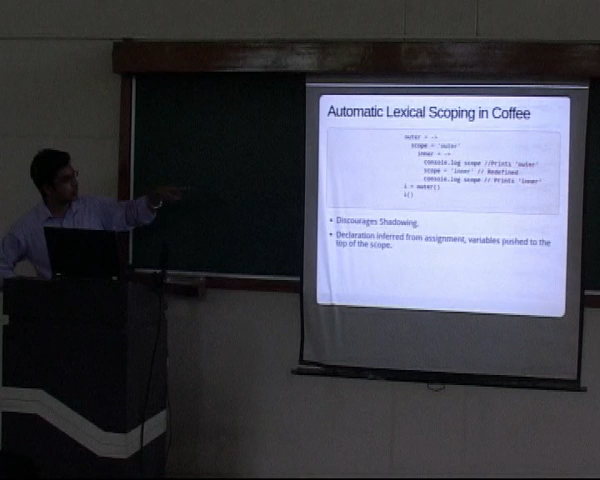 Automatic Lexical Scoping in Coffee
outer = ->
scope = 'outer'
inner = ->
console.log scope //Prints 'outer'
scope = 'inner' // Redefined
console.log scope // Prints 'inner'
i = outer()
i()
• Discourages Shadowing.
• Declaration inferred from assignment, variables pushed to the
top of the scope.